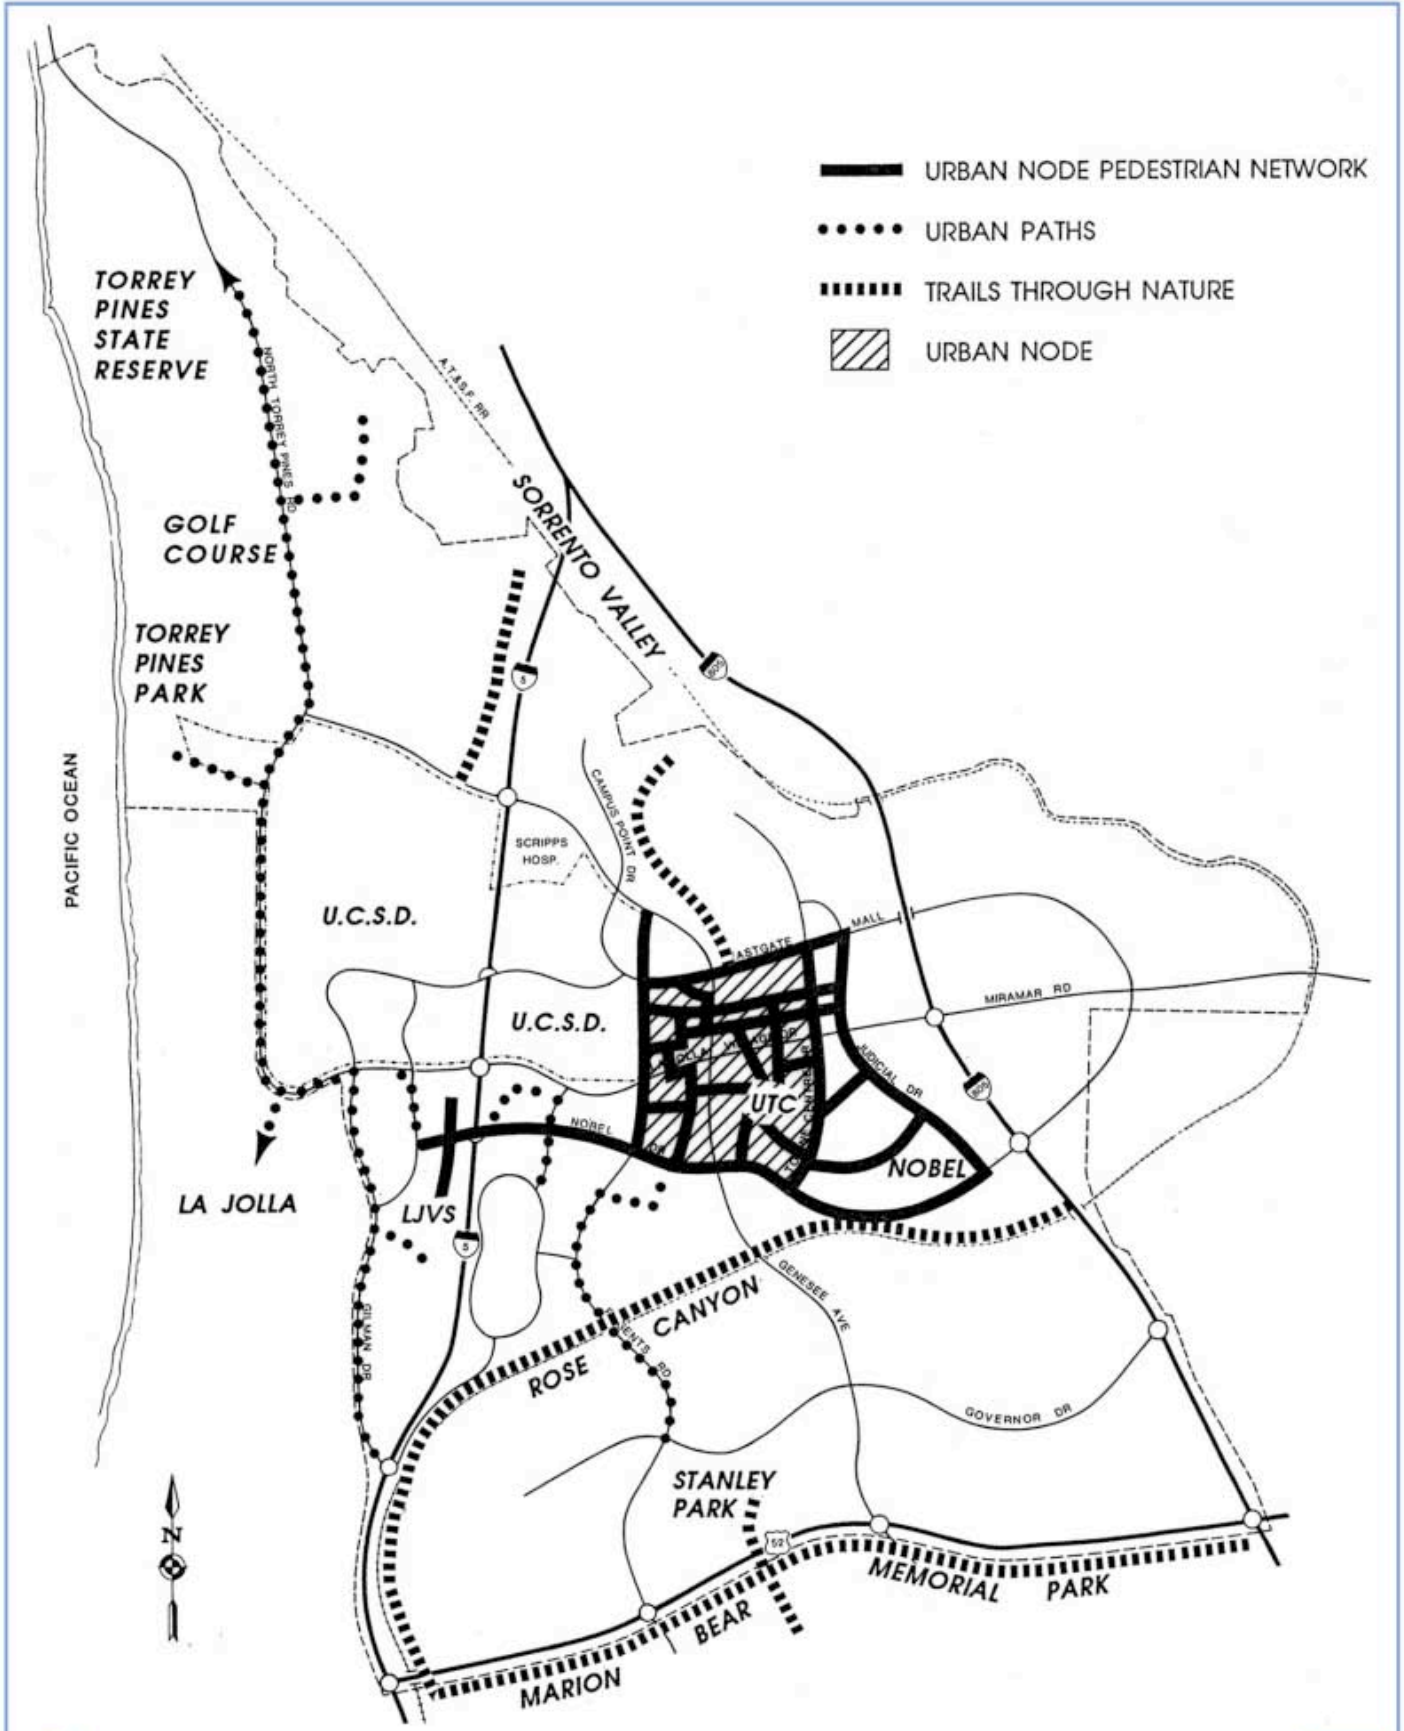 URBAN NODE PEDESTRIAN NETWORK
URBAN PATHS
TRAILS THROUGH NATURE
URBAN NODE
TORREY
PINES
STATE
RESERVE
NORTH TORREY PINES RD
A.T.&S.F. RR
SORRENTO VALLEY
GOLF
COURSE
TORREY
PINES
PARK
5
805
PACIFIC OCEAN
CAMPUS POINT DR
SCRIPPS
HOSP.
U.C.S.D.
EASTGATE MALL
U.C.S.D.
MIRAMAR RD
JUDICIAL DR
805
UTC
NOBEL DR
NOBEL
LA JOLLA
LJVS
5
GILMAN DR
GENESEE AVE
ROSE CANYON
RD
GOVERNOR DR
STANLEY
PARK
52
N
MARION BEAR MEMORIAL PARK